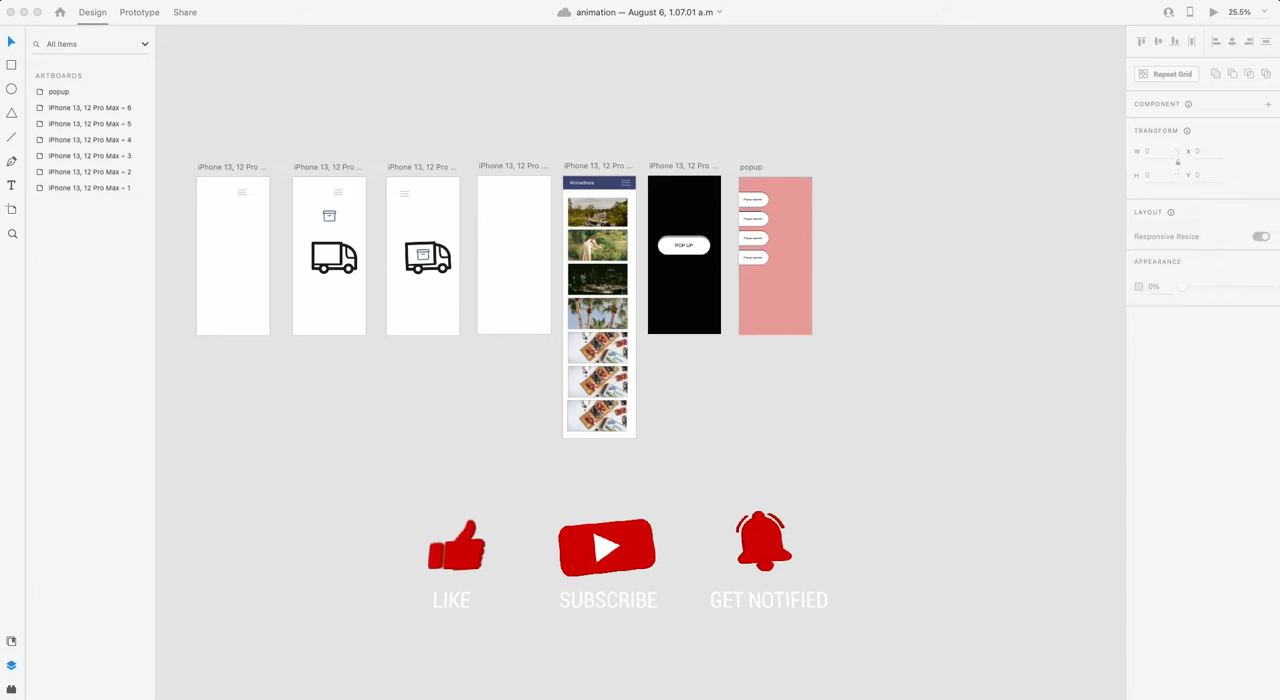 Design Prototype Share
animation — August 6, 1.07.01 a.m
25.5%
All Items
ARTBOARDS
popup
iPhone 13, 12 Pro Max – 6
iPhone 13, 12 Pro Max – 5
iPhone 13, 12 Pro Max – 4
iPhone 13, 12 Pro Max – 3
iPhone 13, 12 Pro Max – 2
iPhone 13, 12 Pro Max – 1
iPhone 13, 12 Pro ... iPhone 13, 12 Pro ... iPhone 13, 12 Pro ... iPhone 13, 12 Pro ... iPhone 13, 12 Pro ... iPhone 13, 12 Pro ... popup
POP UP
LIKE SUBSCRIBE GET NOTIFIED
Repeat Grid
COMPONENT
TRANSFORM
W 0 X 0
H 0 Y 0
LAYOUT
Responsive Resize
APPEARANCE
0%